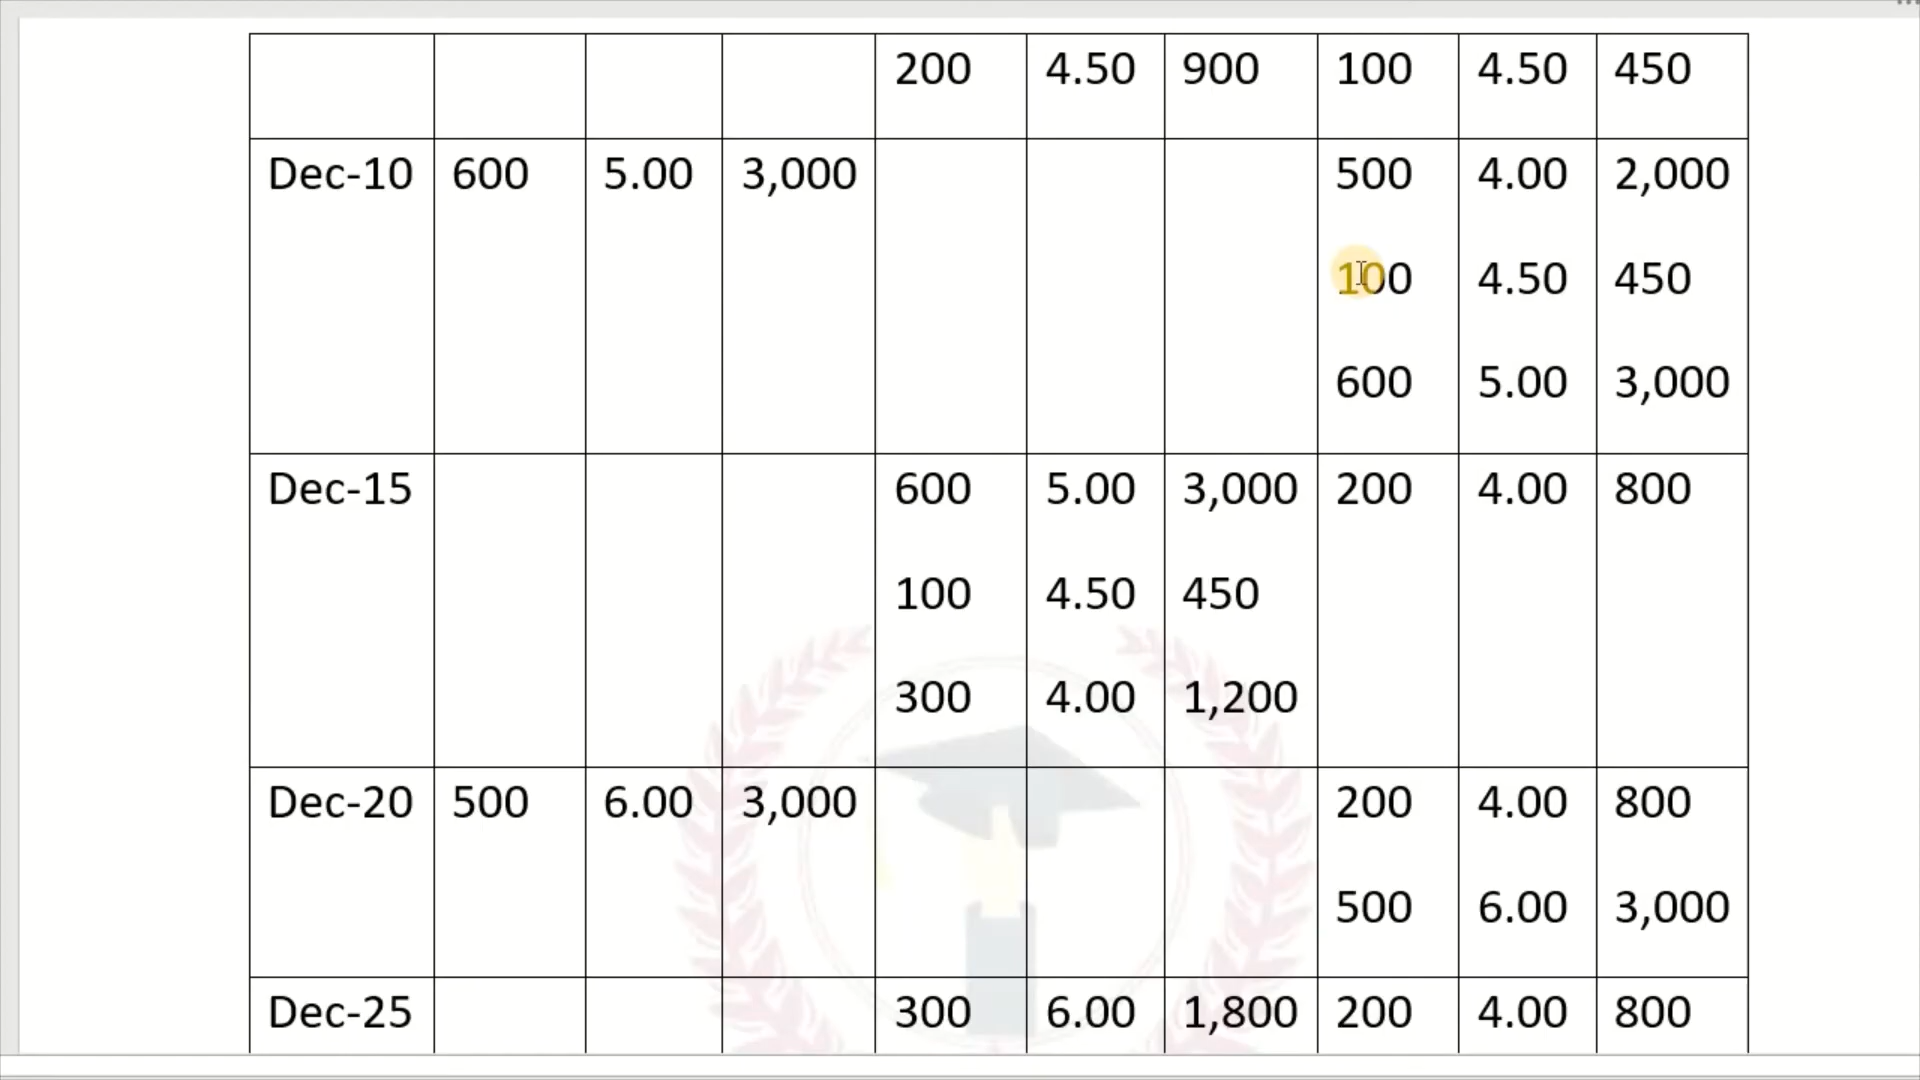 200 4.50 900 100 4.50 450
Dec-10 600 5.00 3,000 500 4.00 2,000
100 4.50 450
600 5.00 3,000
Dec-15 600 5.00 3,000 200 4.00 800
100 4.50 450
300 4.00 1,200
Dec-20 500 6.00 3,000 200 4.00 800
500 6.00 3,000
Dec-25 300 6.00 1,800 200 4.00 800